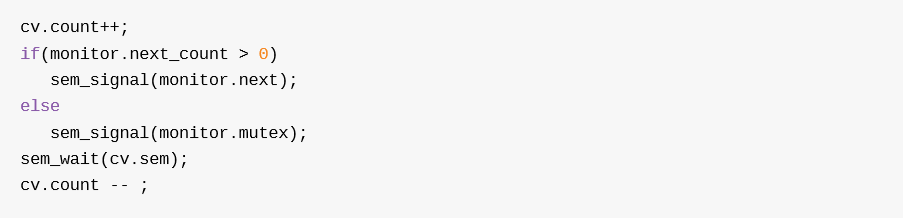 cv.count++;
if(monitor.next_count > 0)
   sem_signal(monitor.next);
else
   sem_signal(monitor.mutex);
sem_wait(cv.sem);
cv.count -- ;